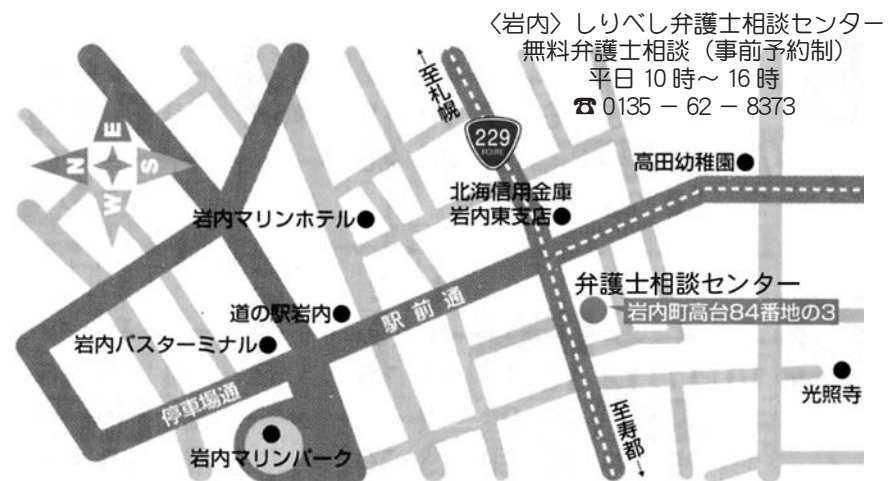 〈岩内〉しりべし弁護士相談センター
無料弁護士相談（事前予約制）
平日 10 時～ 16 時
☎ 0135 － 62 － 8373
←至札幌
229
ROUTE
E
N
S
W
高田幼稚園
北海信用金庫
岩内東支店
岩内マリンホテル
弁護士相談センター
岩内町高台84番地の3
道の駅岩内
駅前通
岩内バスターミナル
光照寺
停車場通
至寿都→
岩内マリンパーク